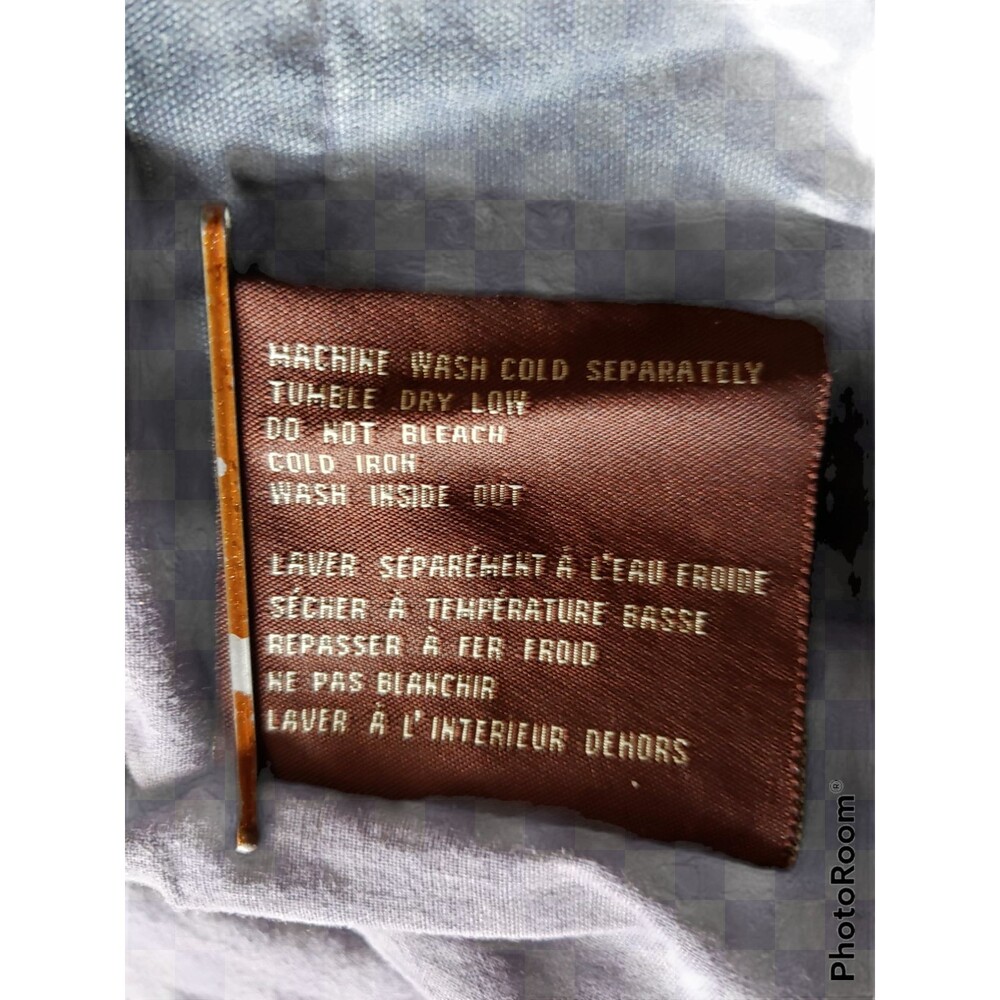 MACHINE WASH COLD SEPARATELY
TUMBLE DRY LOW
DO NOT BLEACH
COLD IRON
WASH INSIDE OUT
LAVER SÉPARÉMENT À L'EAU FROIDE
SÉCHER À TEMPÉRATURE BASSE
REPASSER À FER FROID
NE PAS BLANCHIR
LAVER À L'INTERIEUR DEHORS
PhotoRoom®